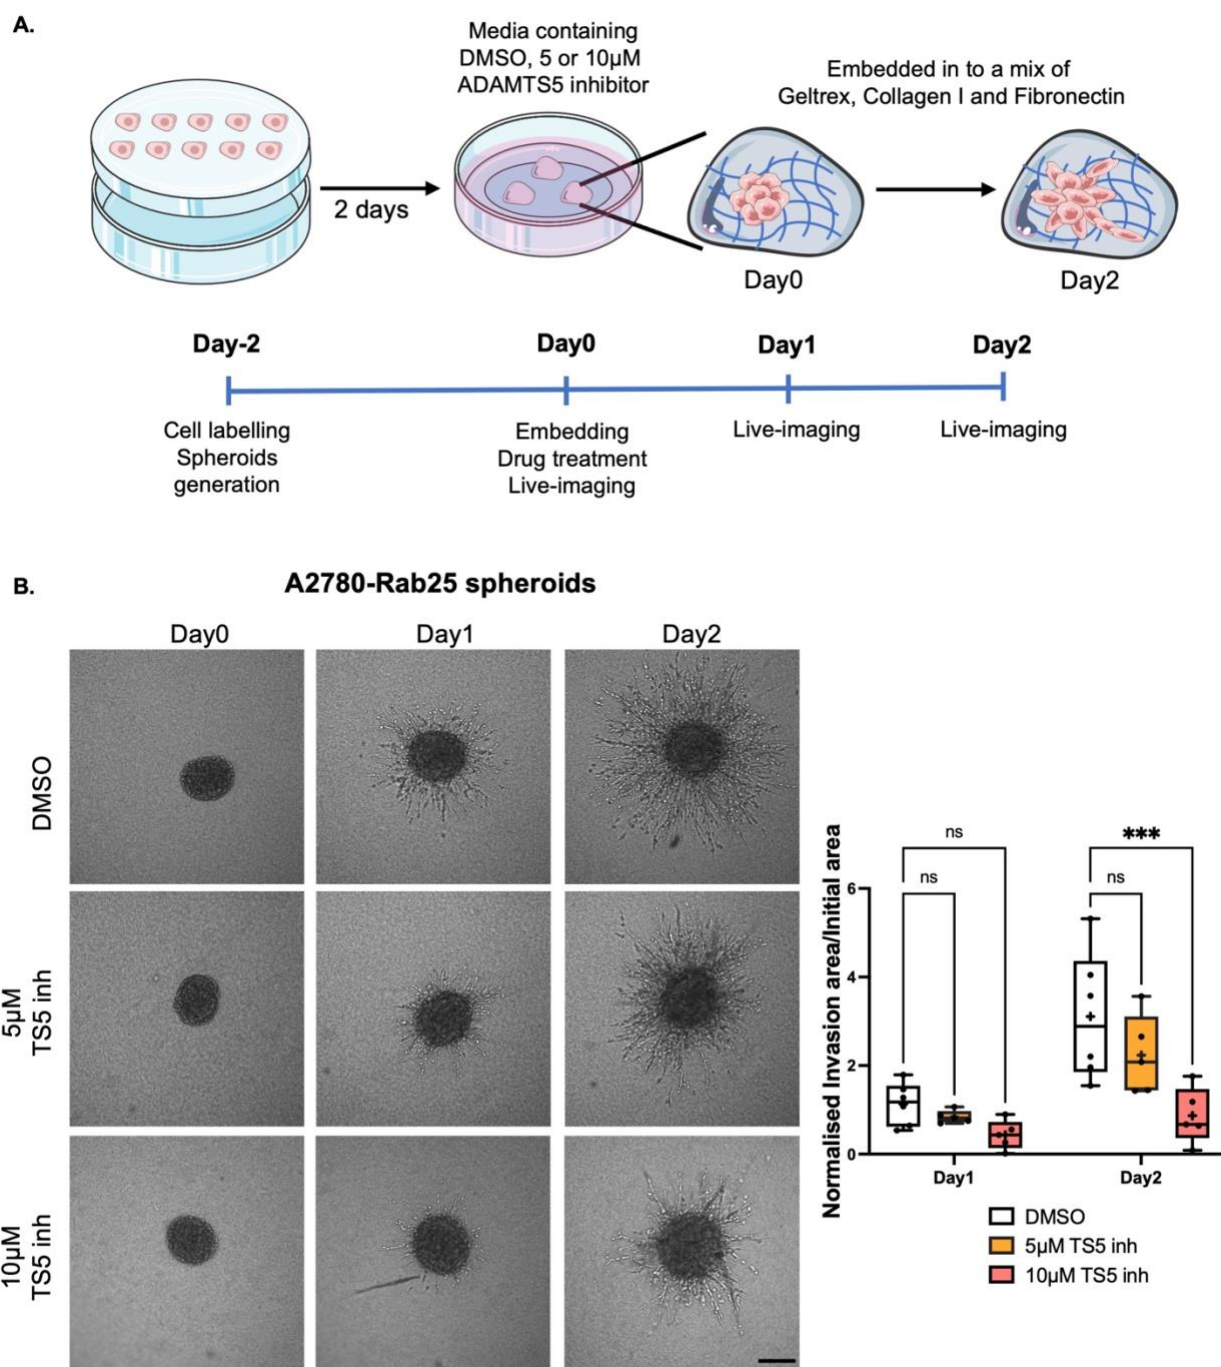 A.
Media containing
DMSO, 5 or 10µM
ADAMTS5 inhibitor
Embedded in to a mix of
Geltrex, Collagen I and Fibronectin
2 days
Day0
Day2
Day-2
Day0
Day1
Day2
Cell labelling
Spheroids
generation
Embedding
Drug treatment
Live-imaging
Live-imaging
Live-imaging
B.
A2780-Rab25 spheroids
Day0
Day1
Day2
DMSO
5µM
TS5 inh
10µM
TS5 inh
Normalised Invasion area/Initial area
6
4
2
0
ns
ns
***
ns
Day1
Day2
DMSO
5µM TS5 inh
10µM TS5 inh